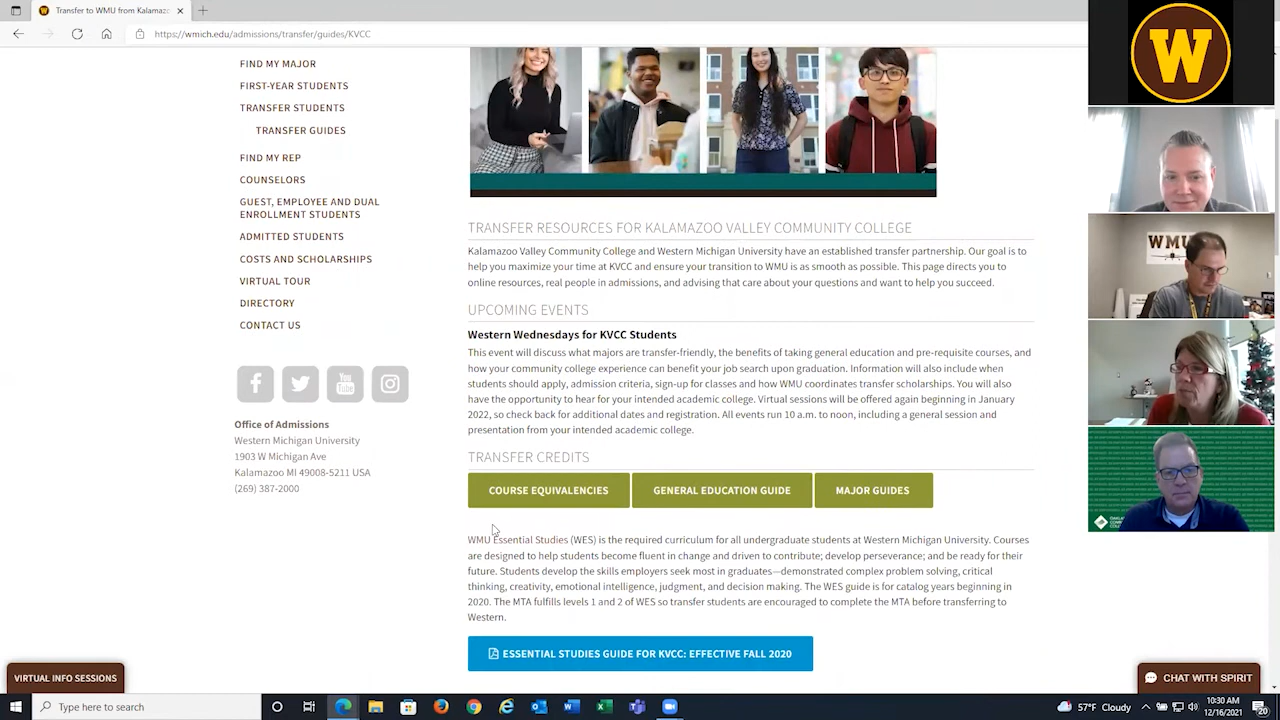 Transfer to WMU from Kalamaz
https://wmich.edu/admissions/transfer/guides/KVCC
FIND MY MAJOR
FIRST-YEAR STUDENTS
TRANSFER STUDENTS
TRANSFER GUIDES
FIND MY REP
COUNSELORS
GUEST, EMPLOYEE AND DUAL
ENROLLMENT STUDENTS
ADMITTED STUDENTS
COSTS AND SCHOLARSHIPS
VIRTUAL TOUR
DIRECTORY
CONTACT US
You
Tube
Office of Admissions
Western Michigan University
1903 W Michigan Ave
Kalamazoo MI 49008-5211 USA
(269) 387-2000
VIRTUAL INFO SESSIONS
TRANSFER RESOURCES FOR KALAMAZOO VALLEY COMMUNITY COLLEGE
Kalamazoo Valley Community College and Western Michigan University have an established transfer partnership. Our goal is to
help you maximize your time at KVCC and ensure your transition to WMU is as smooth as possible. This page directs you to
online resources, real people in admissions, and advising that care about your questions and want to help you succeed.
UPCOMING EVENTS
Western Wednesdays for KVCC Students
This event will discuss what majors are transfer-friendly, the benefits of taking general education and pre-requisite courses, and
how your community college experience can benefit your job search upon graduation. Information will also include when
students should apply, admission criteria, sign-up for classes and how WMU coordinates transfer scholarships. You will also
have the opportunity to hear for your intended academic college. Virtual sessions will be offered again beginning in January
2022, so check back for additional dates and registration. All events run 10 a.m. to noon, including a general session and
presentation from your intended academic college.
TRANSFER CREDITS
COURSE EQUIVALENCIES
GENERAL EDUCATION GUIDE
MAJOR GUIDES
WMU Essential Studies (WES) is the required curriculum for all undergraduate students at Western Michigan University. Courses
are designed to help students become fluent in change and driven to contribute; develop perseverance; and be ready for their
future. Students develop the skills employers seek most in graduates—demonstrated complex problem solving, critical
thinking, creativity, emotional intelligence, judgment, and decision making. The WES guide is for catalog years beginning in
2020. The MTA fulfills levels 1 and 2 of WES so transfer students are encouraged to complete the MTA before transferring to
Western.
ESSENTIAL STUDIES GUIDE FOR KVCC: EFFECTIVE FALL 2020
CHAT WITH SPIRIT
W
WMU
Type here to search
57°F Cloudy
10:30 AM
12/16/2021
20